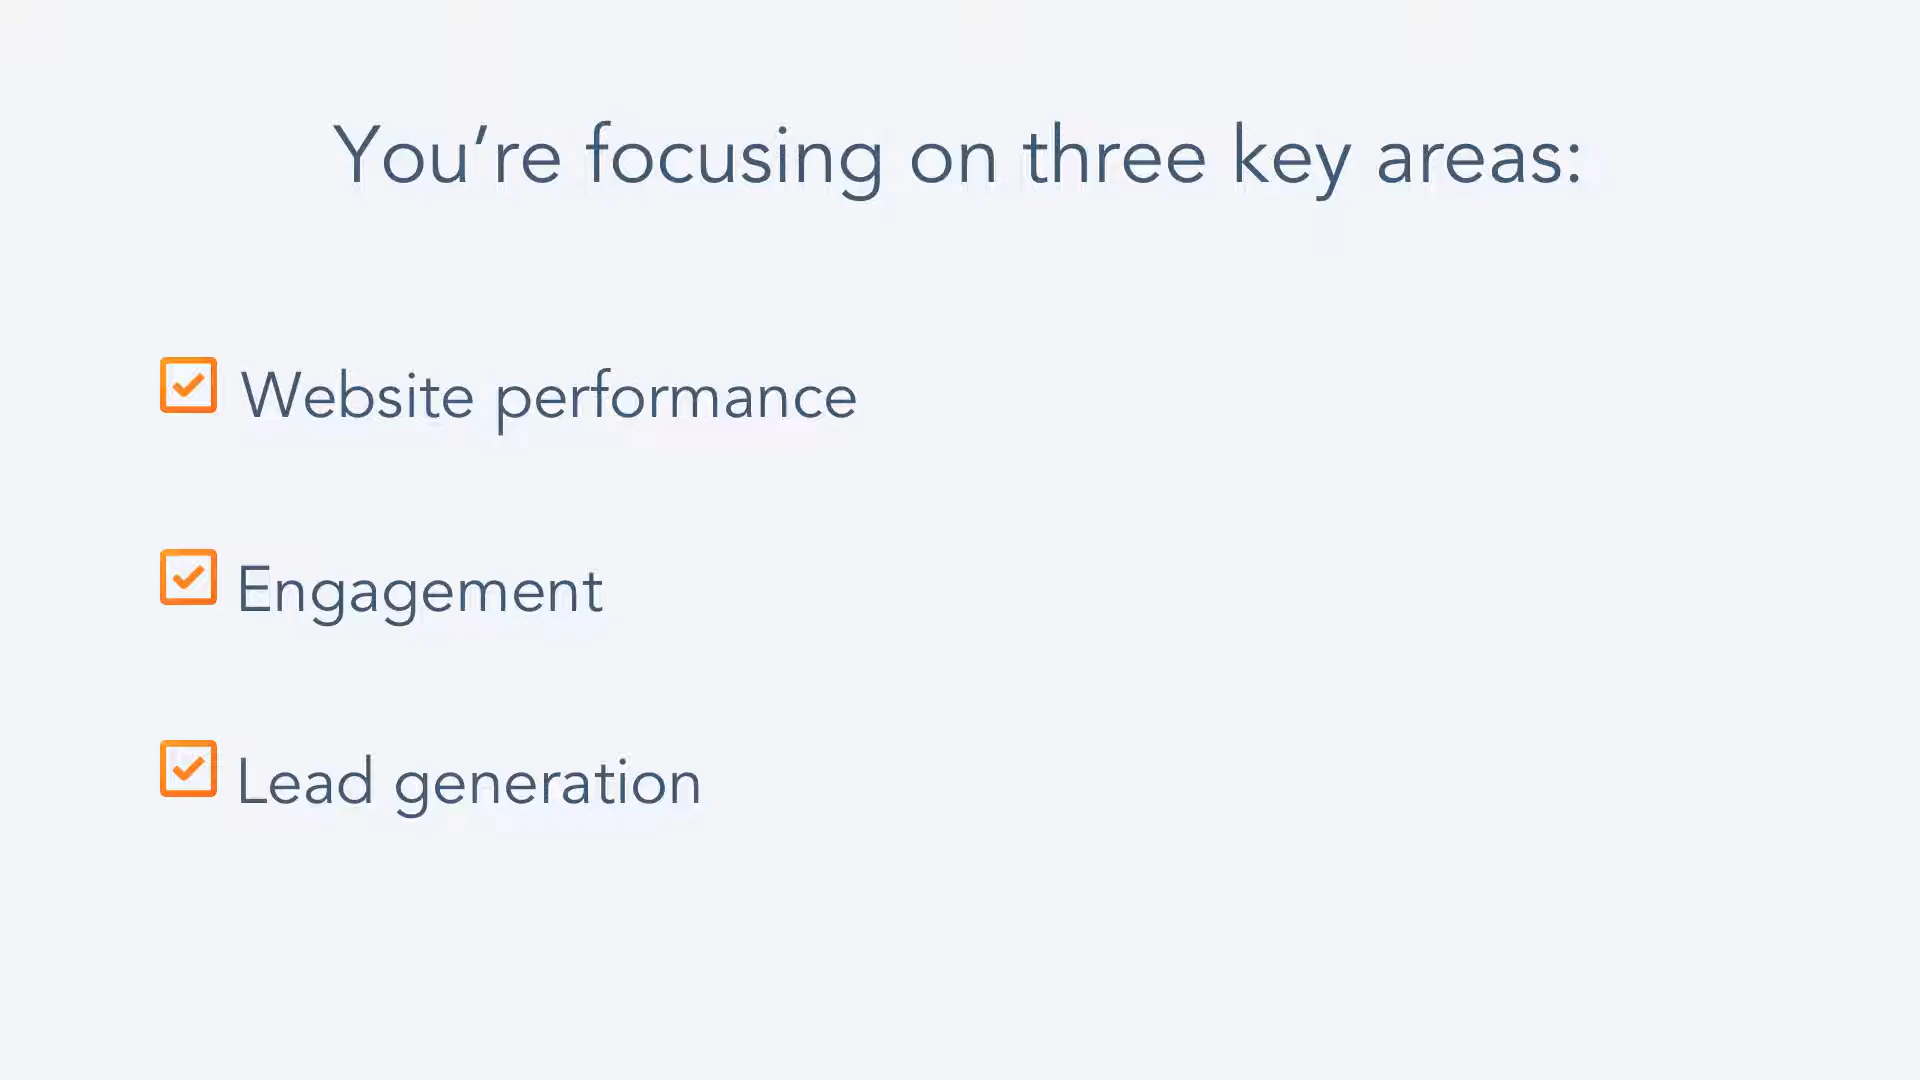 You’re focusing on three key areas:
Website performance
Engagement
Lead generation